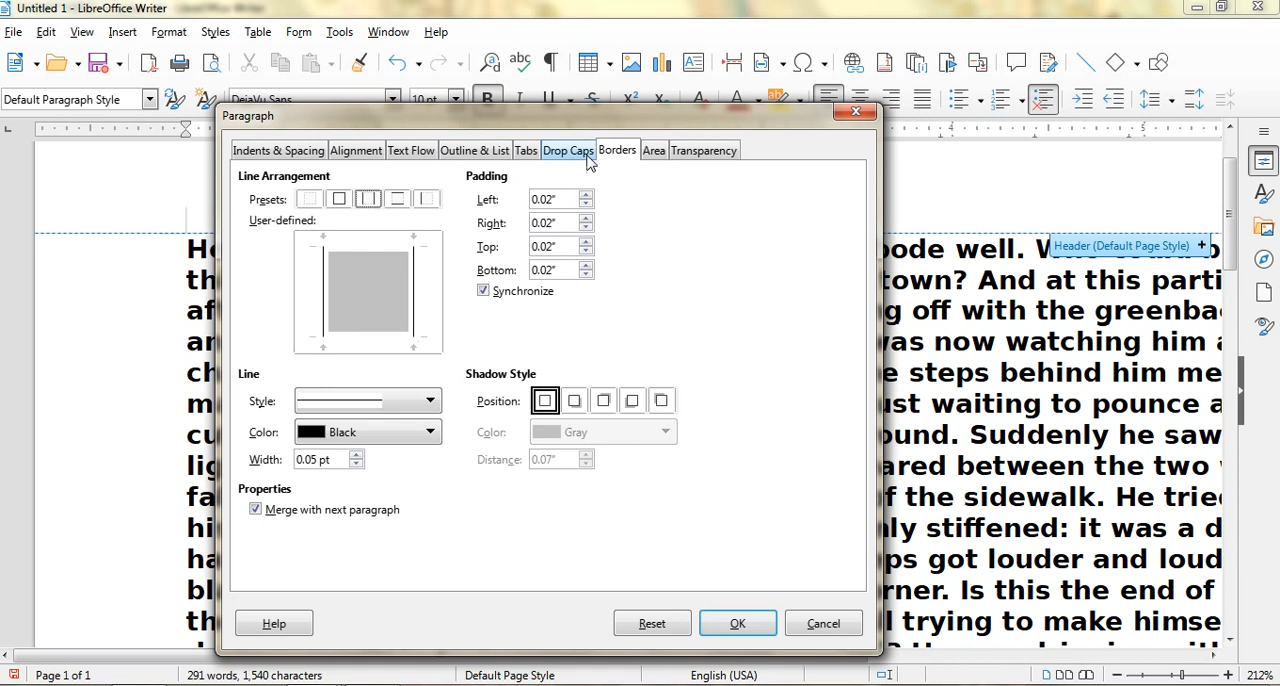 Untitled 1 - LibreOffice Writer
File Edit View Insert Format Styles Table Form Tools Window Help
Default Paragraph Style DejaVu Sans 10 pt
Paragraph
Indents & Spacing Alignment Text Flow Outline & List Tabs Drop Caps Borders Area Transparency
Line Arrangement Padding
Presets: Left: 0.02"
User-defined: Right: 0.02"
Top: 0.02"
Bottom: 0.02"
Synchronize
Line Shadow Style
Style: Position:
Color: Black Color: Gray
Width: 0.05 pt Distance: 0.07"
Properties
Merge with next paragraph
Help Reset OK Cancel
Header (Default Page Style) +
bode well.
town? And at this parti
g off with the greenba
was now watching him
e steps behind him me
ust waiting to pounce a
ound. Suddenly he saw
ared between the two
f the sidewalk. He trie
nly stiffened: it was a d
ps got louder and loud
rner. Is this the end of
l trying to make himse
Page 1 of 1 291 words, 1,540 characters Default Page Style English (USA) 212%